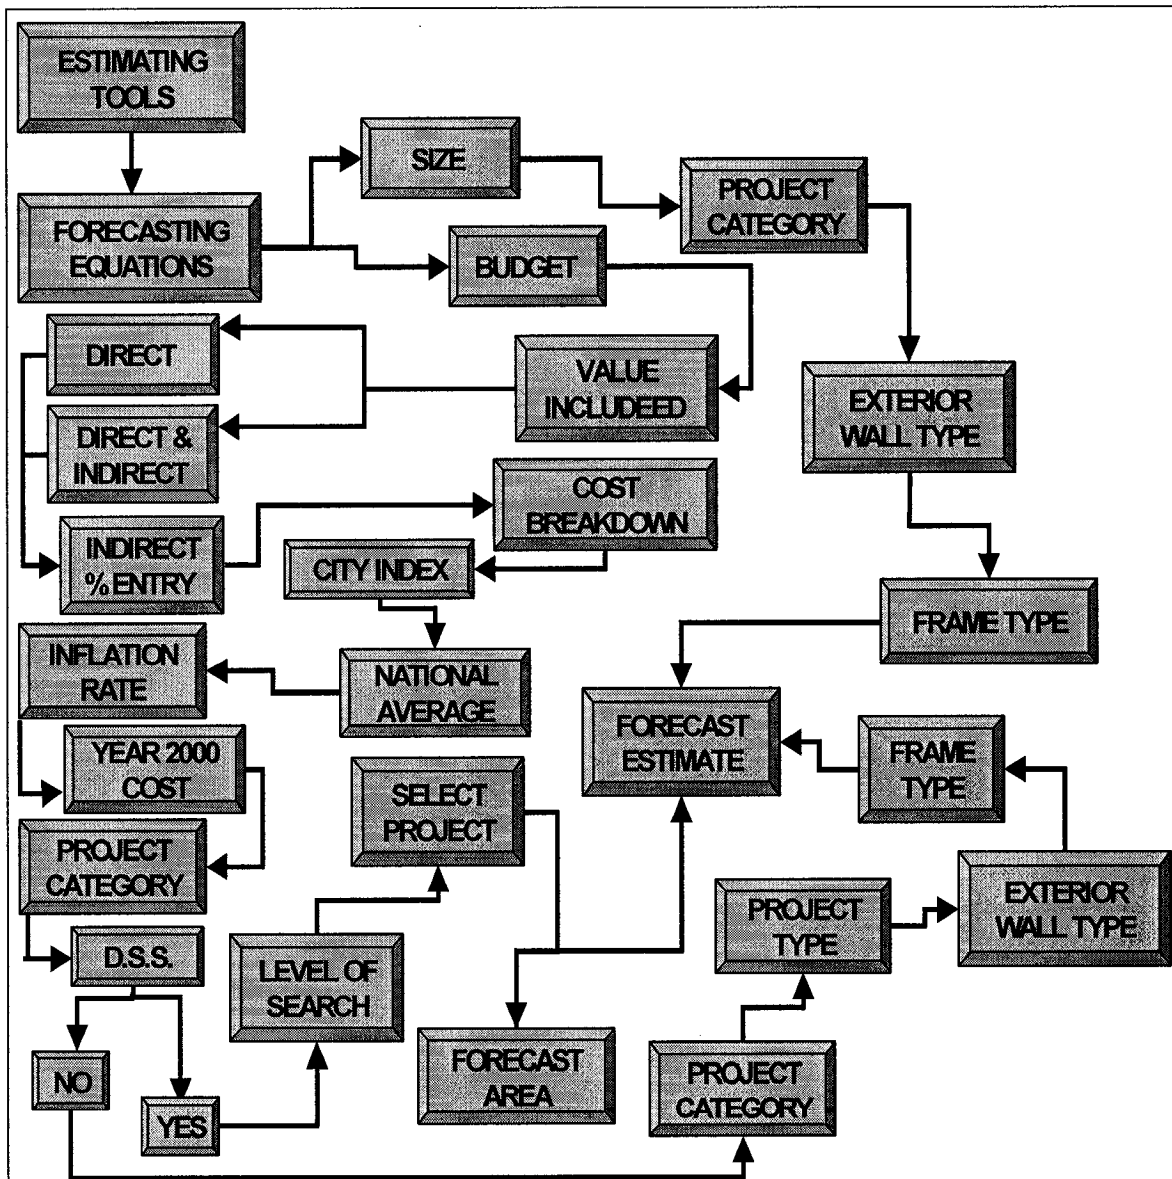 ESTIMATING
TOOLS
SIZE
PROJECT
CATEGORY
FORECASTING
EQUATIONS
BUDGET
DIRECT
VALUE
INCLUDEED
EXTERIOR
WALL TYPE
DIRECT &
INDIRECT
COST
BREAKDOWN
INDIRECT
% ENTRY
CITY INDEX
FRAME TYPE
INFLATION
RATE
NATIONAL
AVERAGE
FORECAST
ESTIMATE
FRAME
TYPE
YEAR 2000
COST
SELECT
PROJECT
PROJECT
CATEGORY
PROJECT
TYPE
EXTERIOR
WALL TYPE
D.S.S.
LEVEL OF
SEARCH
FORECAST
AREA
PROJECT
CATEGORY
NO
YES